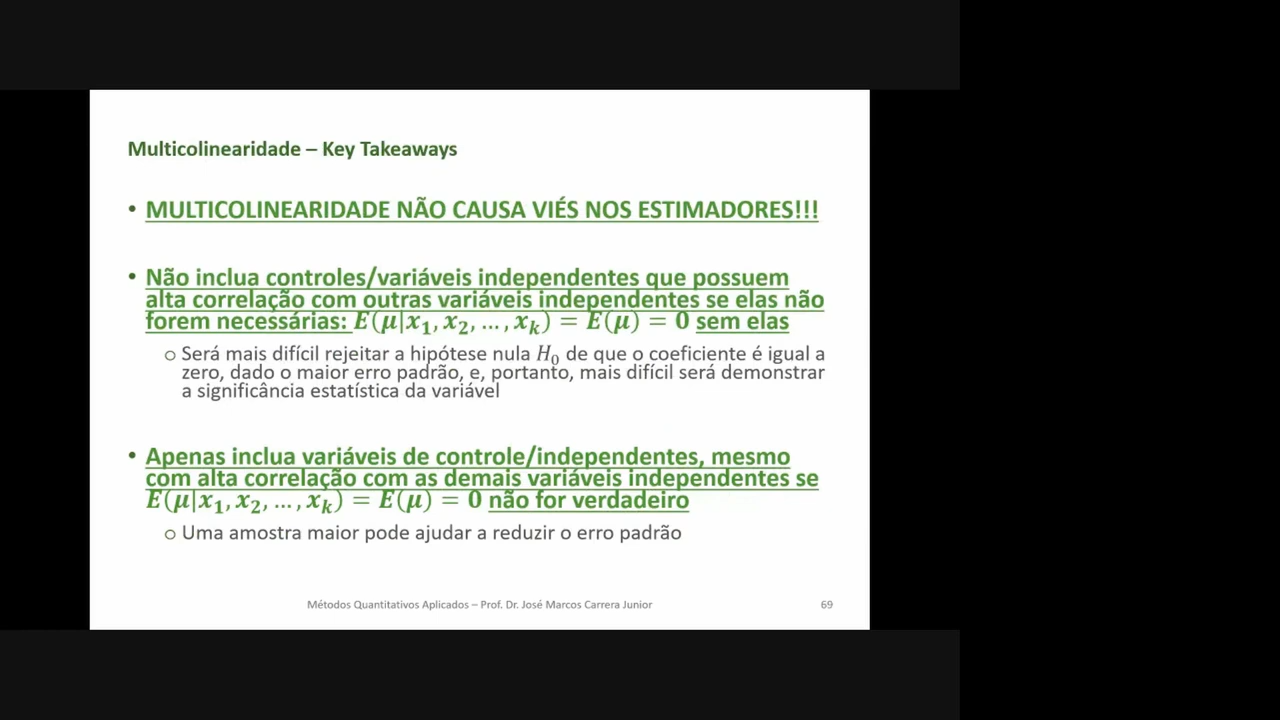 Multicolinearidade – Key Takeaways
• MULTICOLINEARIDADE NÃO CAUSA VIÉS NOS ESTIMADORES!!!
• Não inclua controles/variáveis independentes que possuem
alta correlação com outras variáveis independentes se elas não
forem necessárias: E(μ|x₁, x₂, …, xₖ) = E(μ) = 0 sem elas
o Será mais difícil rejeitar a hipótese nula H₀ de que o coeficiente é igual a
zero, dado o maior erro padrão, e, portanto, mais difícil será demonstrar
a significância estatística da variável
• Apenas inclua variáveis de controle/independentes, mesmo
com alta correlação com as demais variáveis independentes se
E(μ|x₁, x₂, …, xₖ) = E(μ) = 0 não for verdadeiro
o Uma amostra maior pode ajudar a reduzir o erro padrão
Métodos Quantitativos Aplicados – Prof. Dr. José Marcos Carrera Junior
69